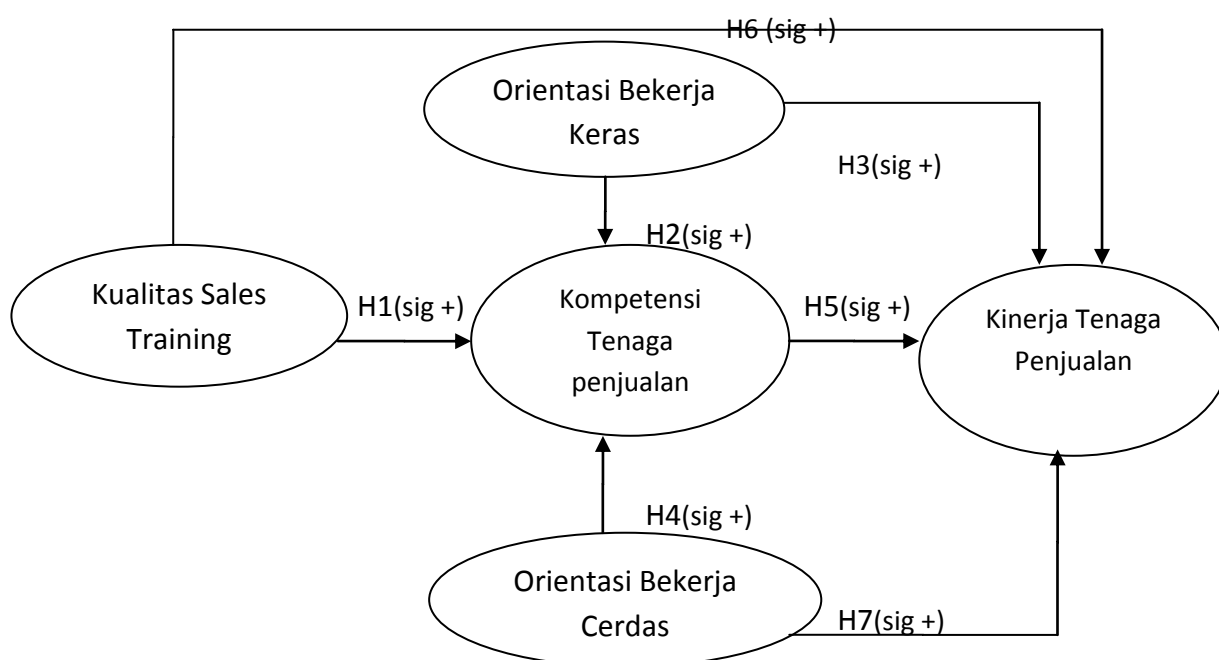 H6 (sig +)
Orientasi Bekerja
Keras
H3(sig +)
H2(sig +)
Kualitas Sales
Training
H1(sig +)
Kompetensi
Tenaga
penjualan
H5(sig +)
Kinerja Tenaga
Penjualan
H4(sig +)
Orientasi Bekerja
Cerdas
H7(sig +)